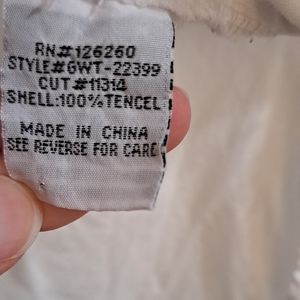 RN#126260
STYLE#GWT-22399
CUT#11314
SHELL:100%TENCEL
MADE IN CHINA
SEE REVERSE FOR CARE